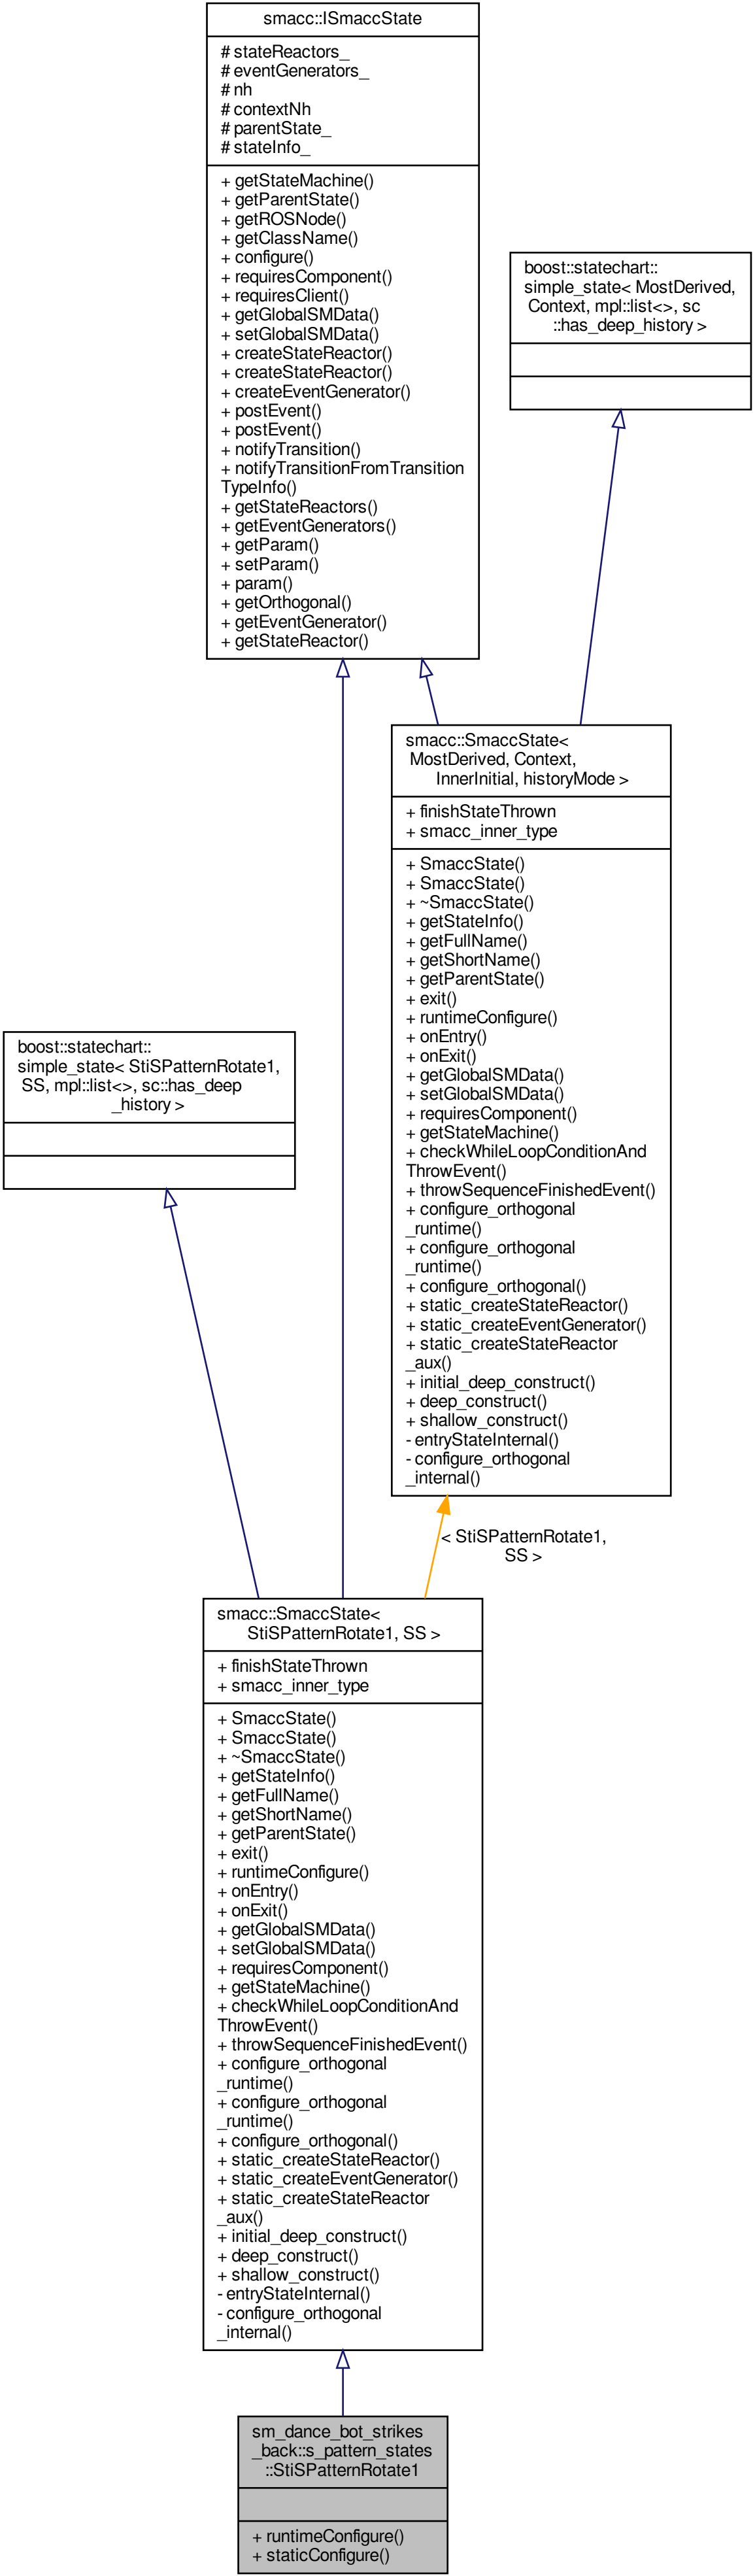 smacc::ISmaccState
# stateReactors_
# eventGenerators_
# nh
# contextNh
# parentState_
# stateInfo_
+ getStateMachine()
+ getParentState()
+ getROSNode()
+ getClassName()
+ configure()
+ requiresComponent()
+ requiresClient()
+ getGlobalSMData()
+ setGlobalSMData()
+ createStateReactor()
+ createStateReactor()
+ createEventGenerator()
+ postEvent()
+ postEvent()
+ notifyTransition()
+ notifyTransitionFromTransition
TypeInfo()
+ getStateReactors()
+ getEventGenerators()
+ getParam()
+ setParam()
+ param()
+ getOrthogonal()
+ getEventGenerator()
+ getStateReactor()
boost::statechart::
simple_state< MostDerived,
Context, mpl::list<>, sc
::has_deep_history >
smacc::SmaccState<
MostDerived, Context,
InnerInitial, historyMode >
+ finishStateThrown
+ smacc_inner_type
+ SmaccState()
+ SmaccState()
+ ~SmaccState()
+ getStateInfo()
+ getFullName()
+ getShortName()
+ getParentState()
+ exit()
+ runtimeConfigure()
+ onEntry()
+ onExit()
+ getGlobalSMData()
+ setGlobalSMData()
+ requiresComponent()
+ getStateMachine()
+ checkWhileLoopConditionAnd
ThrowEvent()
+ throwSequenceFinishedEvent()
+ configure_orthogonal
_runtime()
+ configure_orthogonal
_runtime()
+ configure_orthogonal()
+ static_createStateReactor()
+ static_createEventGenerator()
+ static_createStateReactor
_aux()
+ initial_deep_construct()
+ deep_construct()
+ shallow_construct()
- entryStateInternal()
- configure_orthogonal
_internal()
boost::statechart::
simple_state< StiSPatternRotate1,
SS, mpl::list<>, sc::has_deep
_history >
< StiSPatternRotate1,
SS >
smacc::SmaccState<
StiSPatternRotate1, SS >
+ finishStateThrown
+ smacc_inner_type
+ SmaccState()
+ SmaccState()
+ ~SmaccState()
+ getStateInfo()
+ getFullName()
+ getShortName()
+ getParentState()
+ exit()
+ runtimeConfigure()
+ onEntry()
+ onExit()
+ getGlobalSMData()
+ setGlobalSMData()
+ requiresComponent()
+ getStateMachine()
+ checkWhileLoopConditionAnd
ThrowEvent()
+ throwSequenceFinishedEvent()
+ configure_orthogonal
_runtime()
+ configure_orthogonal
_runtime()
+ configure_orthogonal()
+ static_createStateReactor()
+ static_createEventGenerator()
+ static_createStateReactor
_aux()
+ initial_deep_construct()
+ deep_construct()
+ shallow_construct()
- entryStateInternal()
- configure_orthogonal
_internal()
sm_dance_bot_strikes
_back::s_pattern_states
::StiSPatternRotate1
+ runtimeConfigure()
+ staticConfigure()